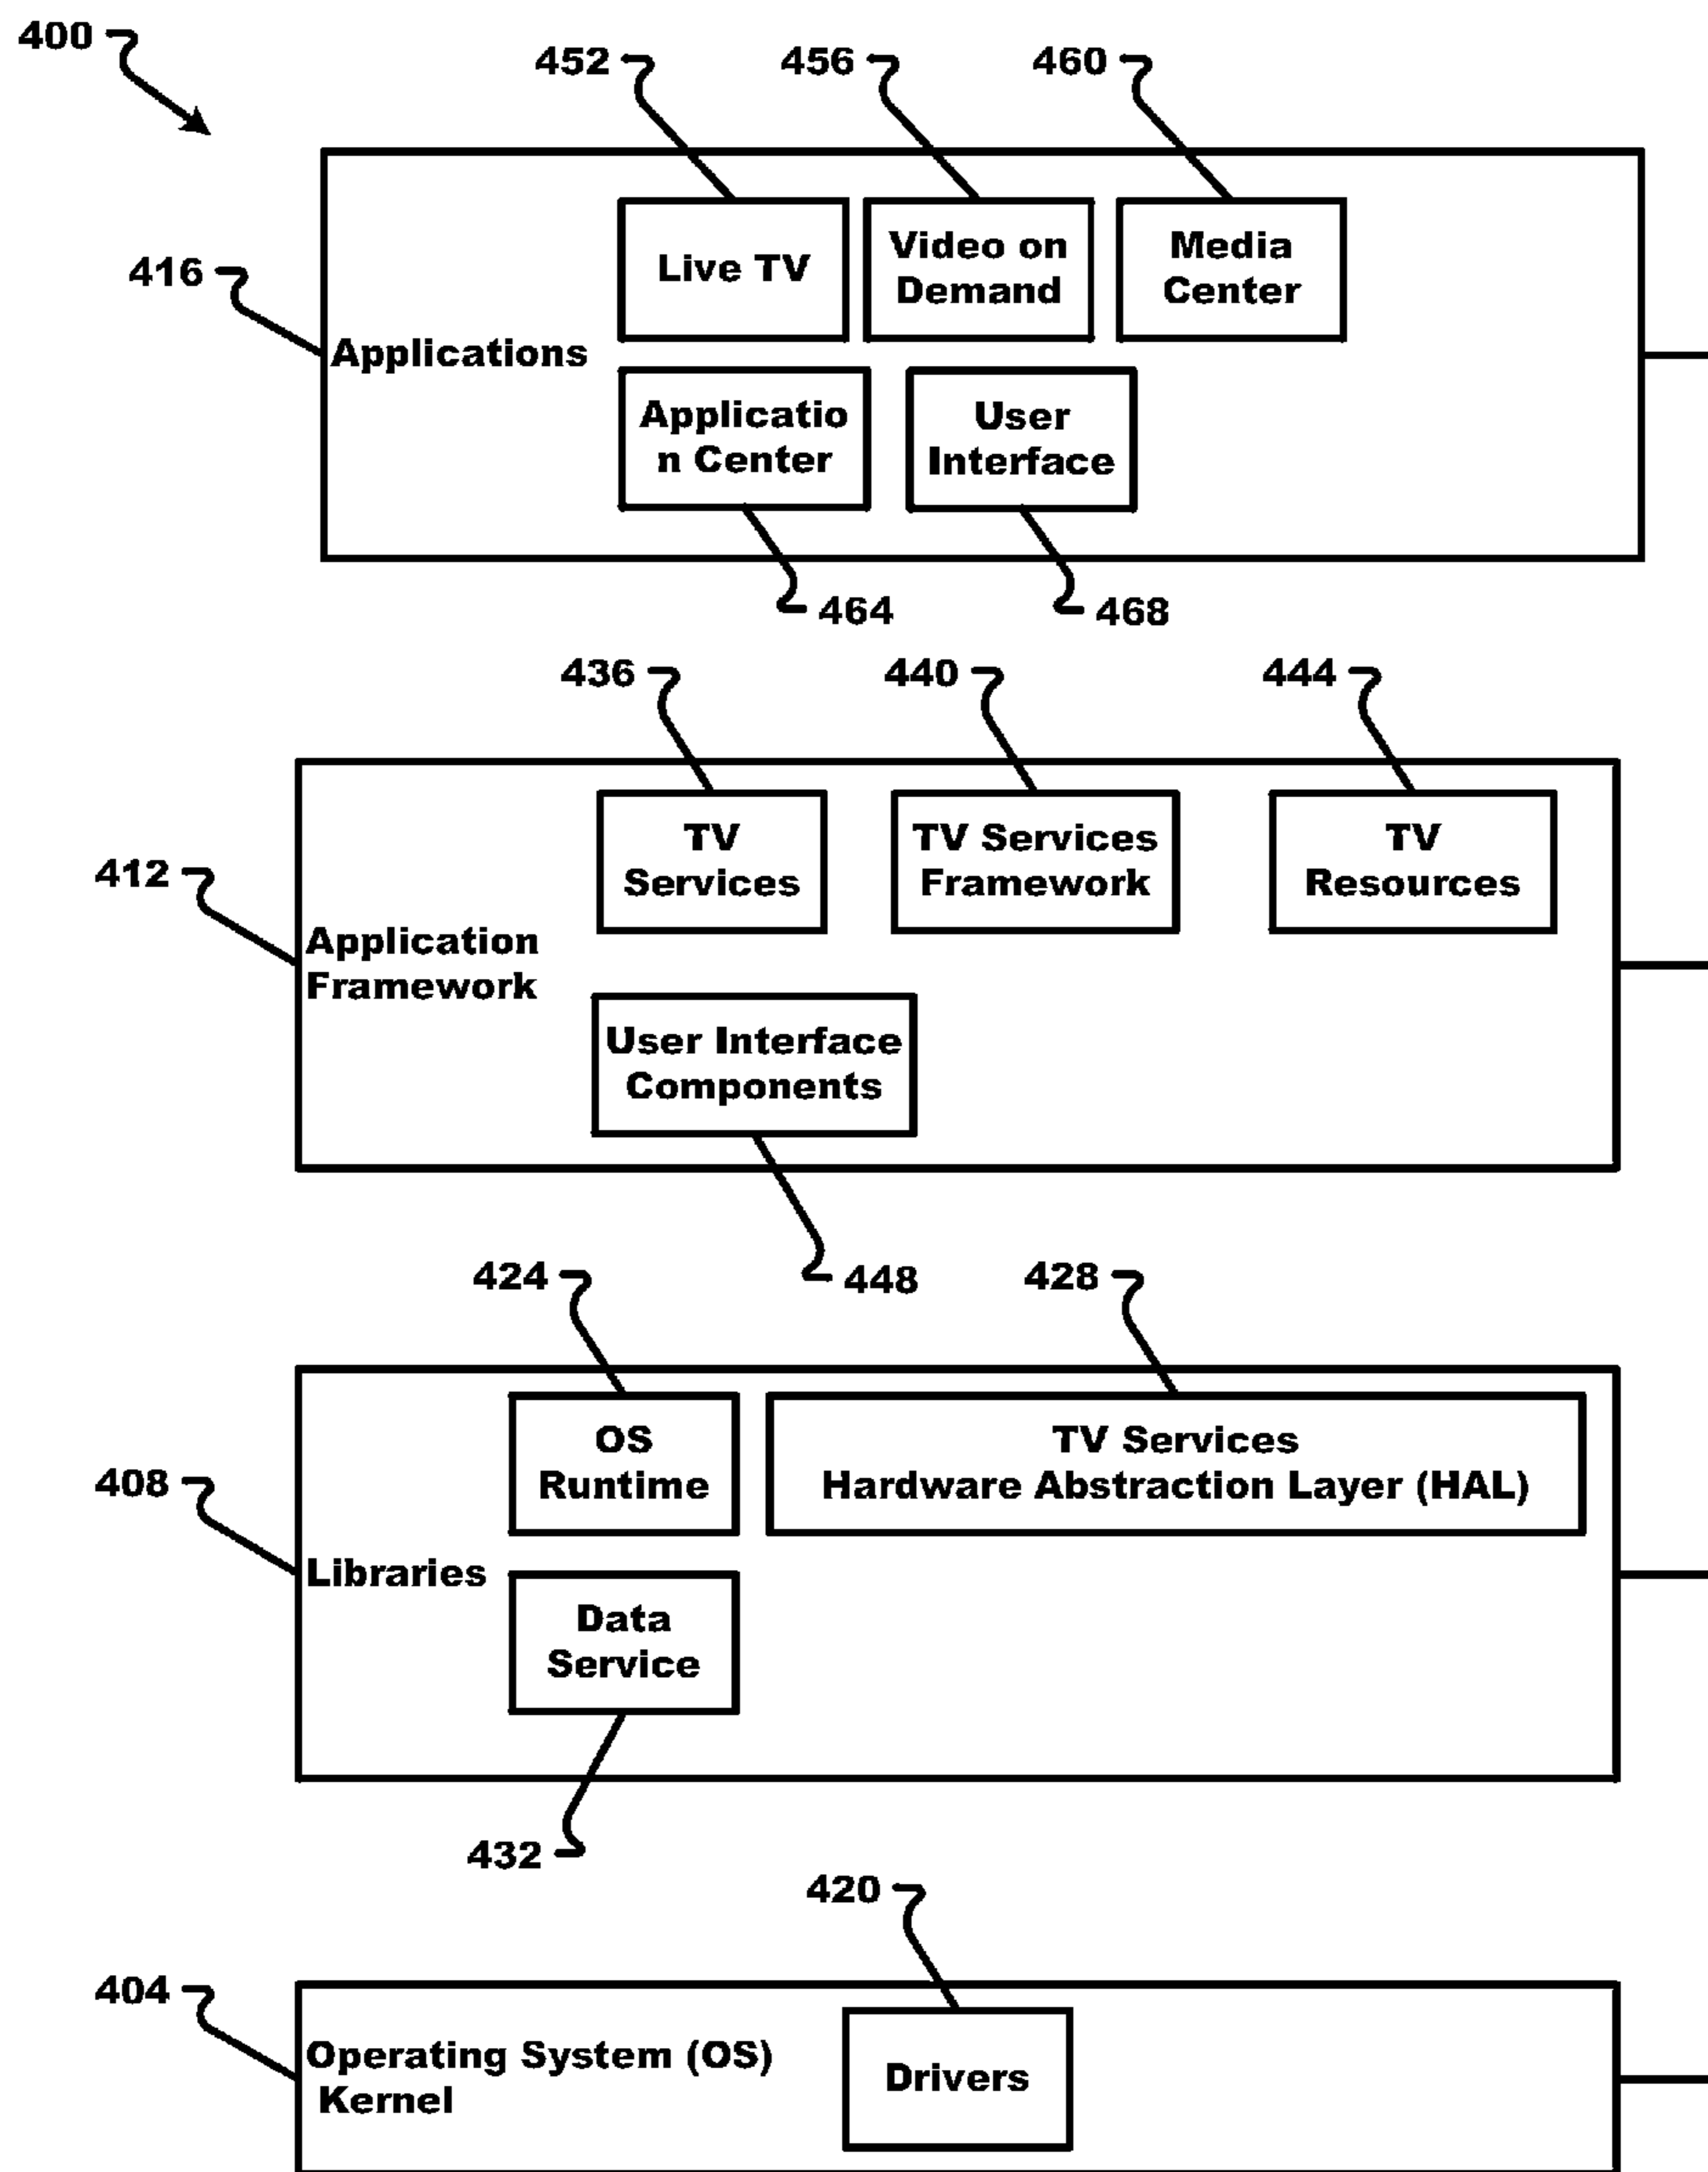 400
452
456
460
416
Applications
Live TV
Video on
Demand
Media
Center
Applicatio
n Center
User
Interface
464
468
436
440
444
412
Application
Framework
TV
Services
TV Services
Framework
TV
Resources
User Interface
Components
448
424
428
408
Libraries
OS
Runtime
TV Services
Hardware Abstraction Layer (HAL)
Data
Service
432
420
404
Operating System (OS)
Kernel
Drivers